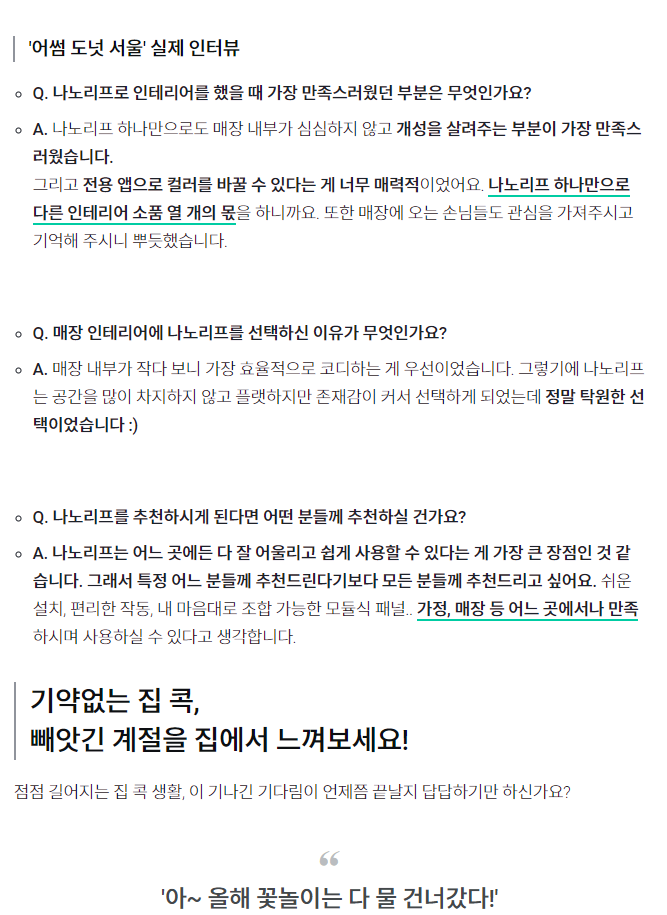 '어썸 도넛 서울' 실제 인터뷰
Q. 나노리프로 인테리어를 했을 때 가장 만족스러웠던 부분은 무엇인가요?
A. 나노리프 하나만으로도 매장 내부가 심심하지 않고 개성을 살려주는 부분이 가장 만족스
러웠습니다.
그리고 전용 앱으로 컬러를 바꿀 수 있다는 게 너무 매력적이었어요. 나노리프 하나만으로
다른 인테리어 소품 열 개의 몫을 하니까요. 또한 매장에 오는 손님들도 관심을 가져주시고
기억해 주시니 뿌듯했습니다.
Q. 매장 인테리어에 나노리프를 선택하신 이유가 무엇인가요?
A. 매장 내부가 작다 보니 가장 효율적으로 코디하는 게 우선이었습니다. 그렇기에 나노리프
는 공간을 많이 차지하지 않고 플랫하지만 존재감이 커서 선택하게 되었는데 정말 탁원한 선
택이었습니다 :)
Q. 나노리프를 추천하시게 된다면 어떤 분들께 추천하실 건가요?
A. 나노리프는 어느 곳에든 다 잘 어울리고 쉽게 사용할 수 있다는 게 가장 큰 장점인 것 같
습니다. 그래서 특정 어느 분들께 추천드린다기보다 모든 분들께 추천드리고 싶어요. 쉬운
설치, 편리한 작동, 내 마음대로 조합 가능한 모듈식 패널.. 가정, 매장 등 어느 곳에서나 만족
하시며 사용하실 수 있다고 생각합니다.
기약없는 집 콕,
빼앗긴 계절을 집에서 느껴보세요!
점점 길어지는 집 콕 생활, 이 기나긴 기다림이 언제쯤 끝날지 답답하기만 하신가요?
“
'아~ 올해 꽃놀이는 다 물 건너갔다!'